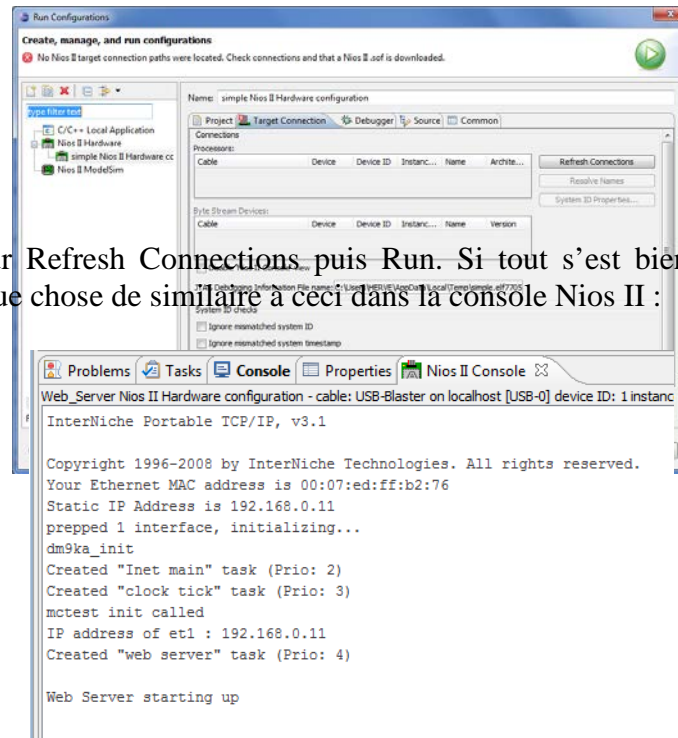 Run Configurations
Create, manage, and run configurations
No Nios II target connection paths were located. Check connections and that a Nios II .sof is downloaded.
type filter text
C/C++ Local Application
Nios II Hardware
simple Nios II Hardware cc
Nios II ModelSim
Name: simple Nios II Hardware configuration
Project Target Connection Debugger Source Common
Connections
Processors:
Cable Device Device ID Instanc... Name Archite...
Refresh Connections
Resolve Names
System ID Properties...
Byte Stream Devices:
Cable Device Device ID Instanc... Name Version
r Refresh Connections puis Run. Si tout s'est bien
ue chose de similaire à ceci dans la console Nios II :
System ID checks
Ignore mismatched system ID
Ignore mismatched system timestamp
Problems Tasks Console Properties Nios II Console
Web_Server Nios II Hardware configuration - cable: USB-Blaster on localhost [USB-0] device ID: 1 instanc
InterNiche Portable TCP/IP, v3.1
Copyright 1996-2008 by InterNiche Technologies. All rights reserved.
Your Ethernet MAC address is 00:07:ed:ff:b2:76
Static IP Address is 192.168.0.11
prepped 1 interface, initializing...
dm9ka_init
Created "Inet main" task (Prio: 2)
Created "clock tick" task (Prio: 3)
mctest init called
IP address of et1 : 192.168.0.11
Created "web server" task (Prio: 4)
Web Server starting up